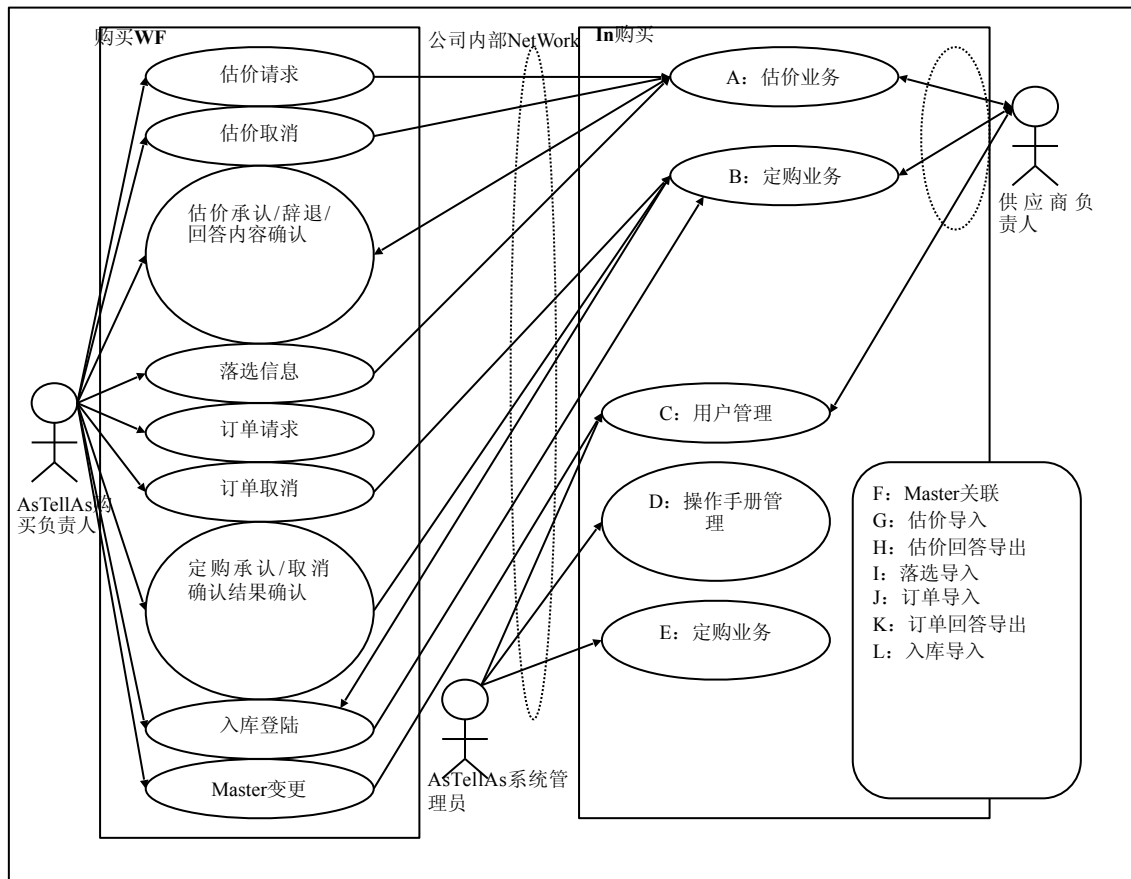 购买WF
公司内部NetWork
In购买
估价请求
估价取消
估价承认/辞退/
回答内容确认
落选信息
订单请求
订单取消
定购承认/取消
确认结果确认
入库登陆
Master变更
AsTellAs购
买负责人
A：估价业务
B：定购业务
C：用户管理
D：操作手册管
理
E：定购业务
AsTellAs系统管
理员
供应商负
责人
F：Master关联
G：估价导入
H：估价回答导出
I：落选导入
J：订单导入
K：订单回答导出
L：入库导入